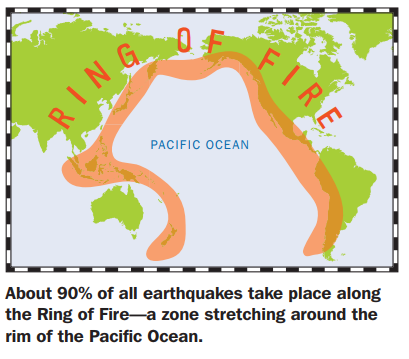 RING OF FIRE
PACIFIC OCEAN
About 90% of all earthquakes take place along
the Ring of Fire—a zone stretching around the
rim of the Pacific Ocean.